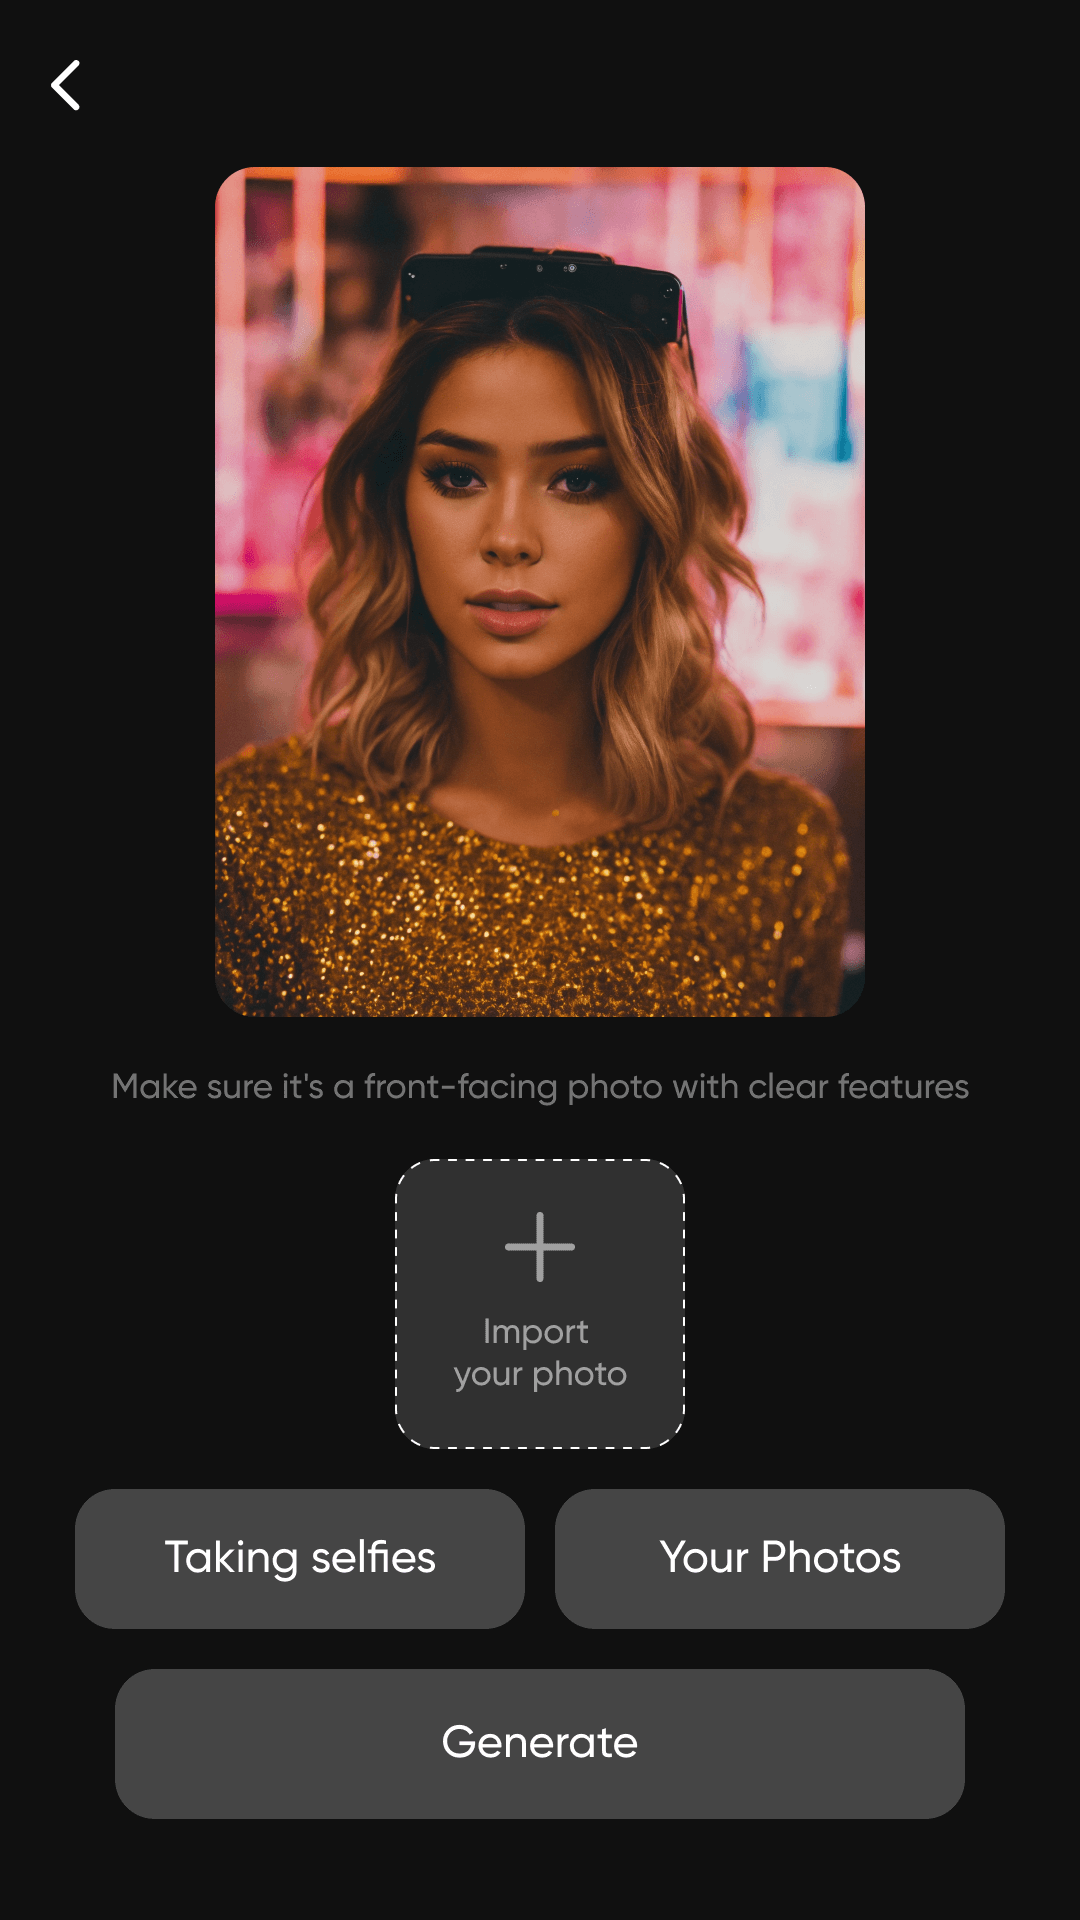 Make sure it's a front-facing photo with clear features
Import
your photo
Taking selfies
Your Photos
Generate